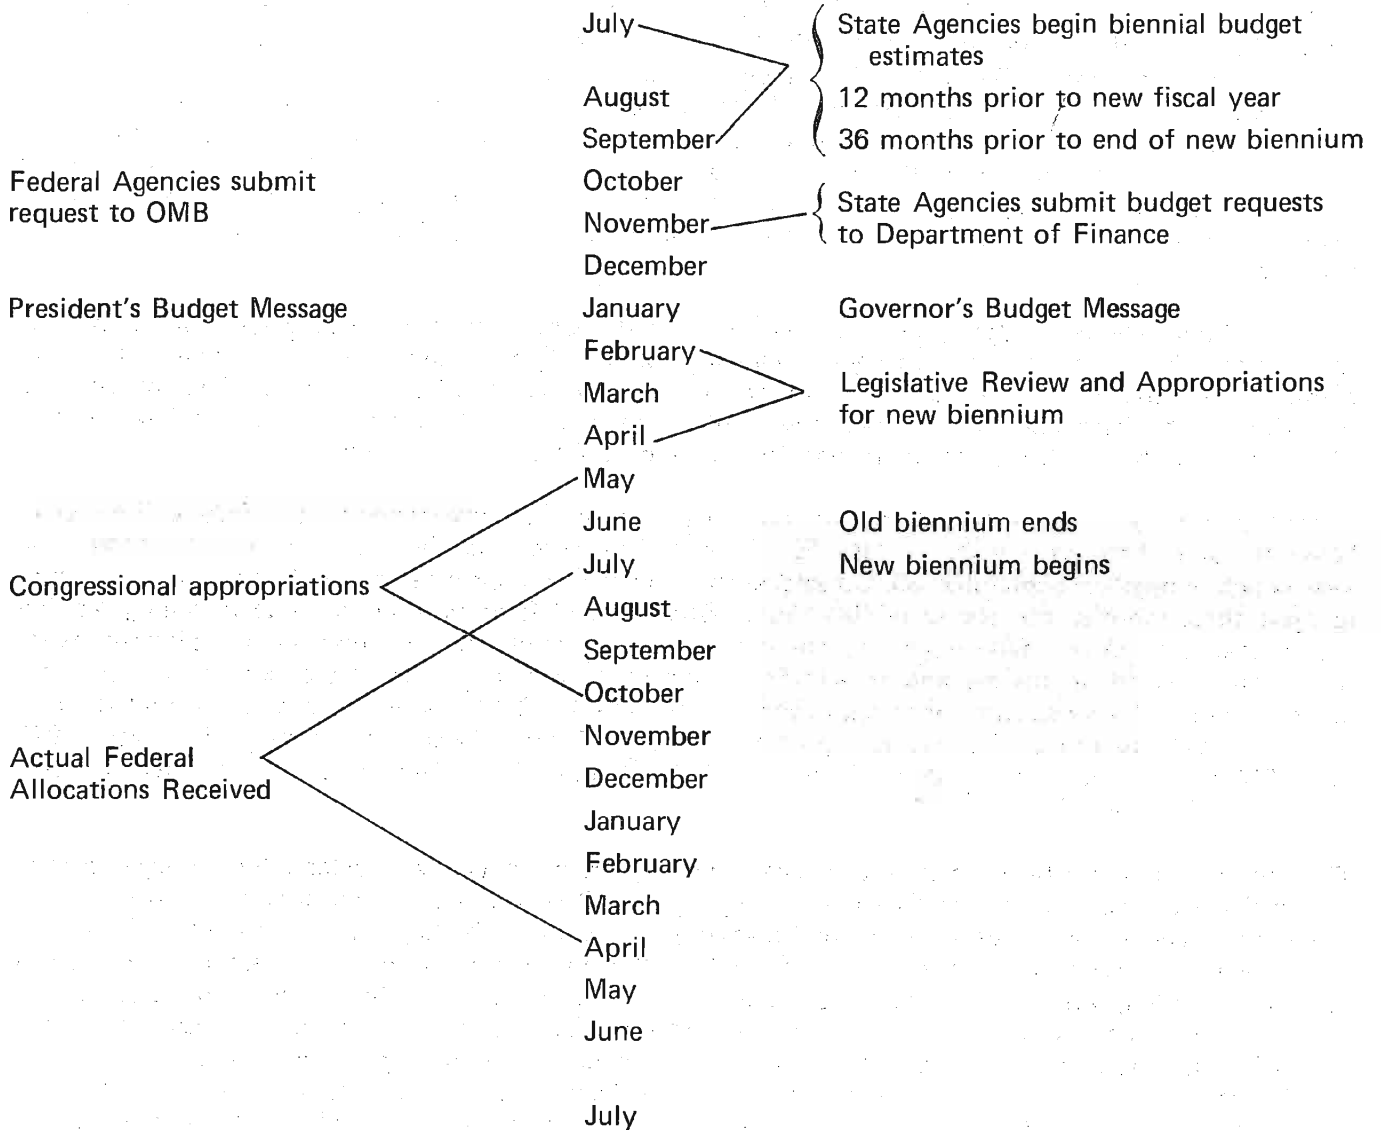 July
State Agencies begin biennial budget
estimates
August
12 months prior to new fiscal year
September
36 months prior to end of new biennium
Federal Agencies submit
request to OMB
October
November
State Agencies submit budget requests
to Department of Finance
December
President's Budget Message
January
Governor's Budget Message
February
March
Legislative Review and Appropriations
for new biennium
April
May
June
Old biennium ends
July
New biennium begins
Congressional appropriations
August
September
October
November
Actual Federal
Allocations Received
December
January
February
March
April
May
June
July